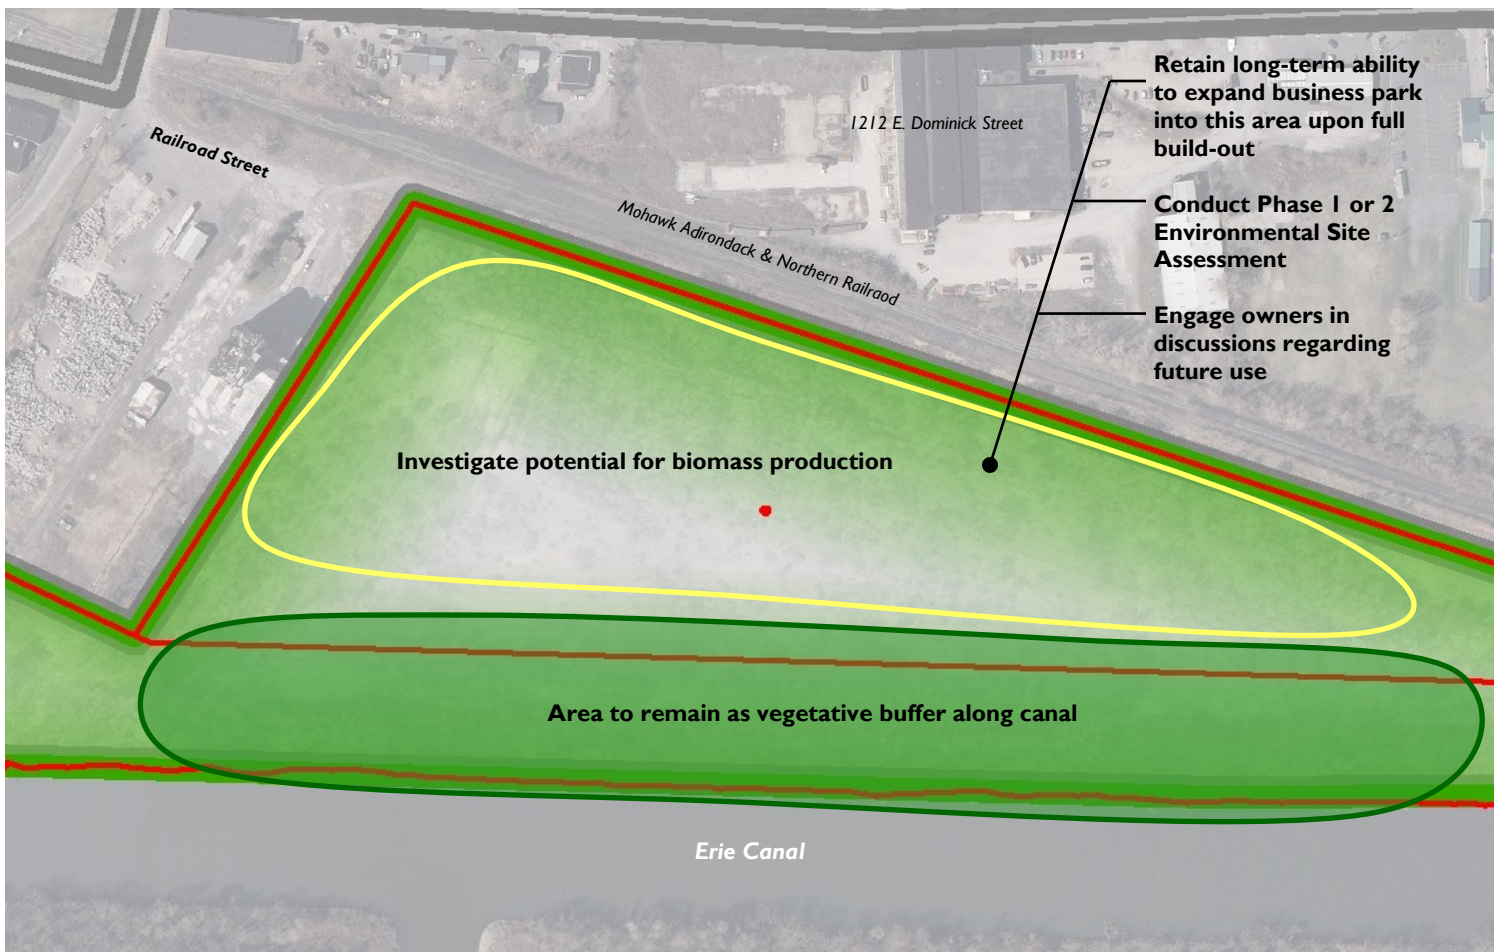 Retain long-term ability
to expand business park
into this area upon full
build-out
1212 E. Dominick Street
Railroad Street
Conduct Phase 1 or 2
Environmental Site
Assessment
Mohawk Adirondack & Northern Railraod
Engage owners in
discussions regarding
future use
Investigate potential for biomass production
Area to remain as vegetative buffer along canal
Erie Canal